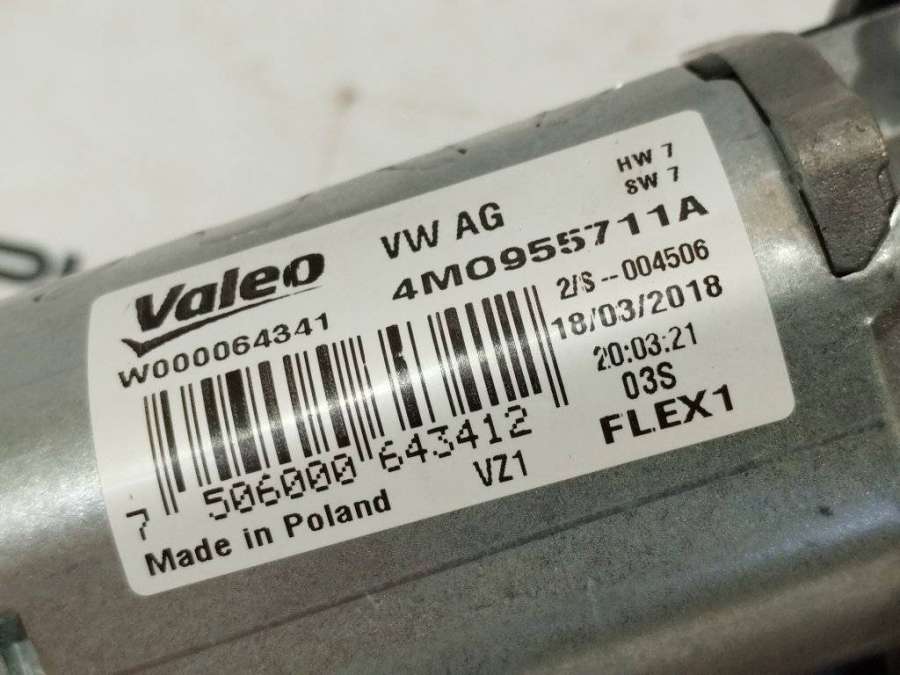 Valeo
VW AG
HW 7
SW 7
W000064341
4M0955711A
2/S--004506
18/03/2018
20:03:21
03S
FLEX1
7 506000 643412
VZ1
Made in Poland